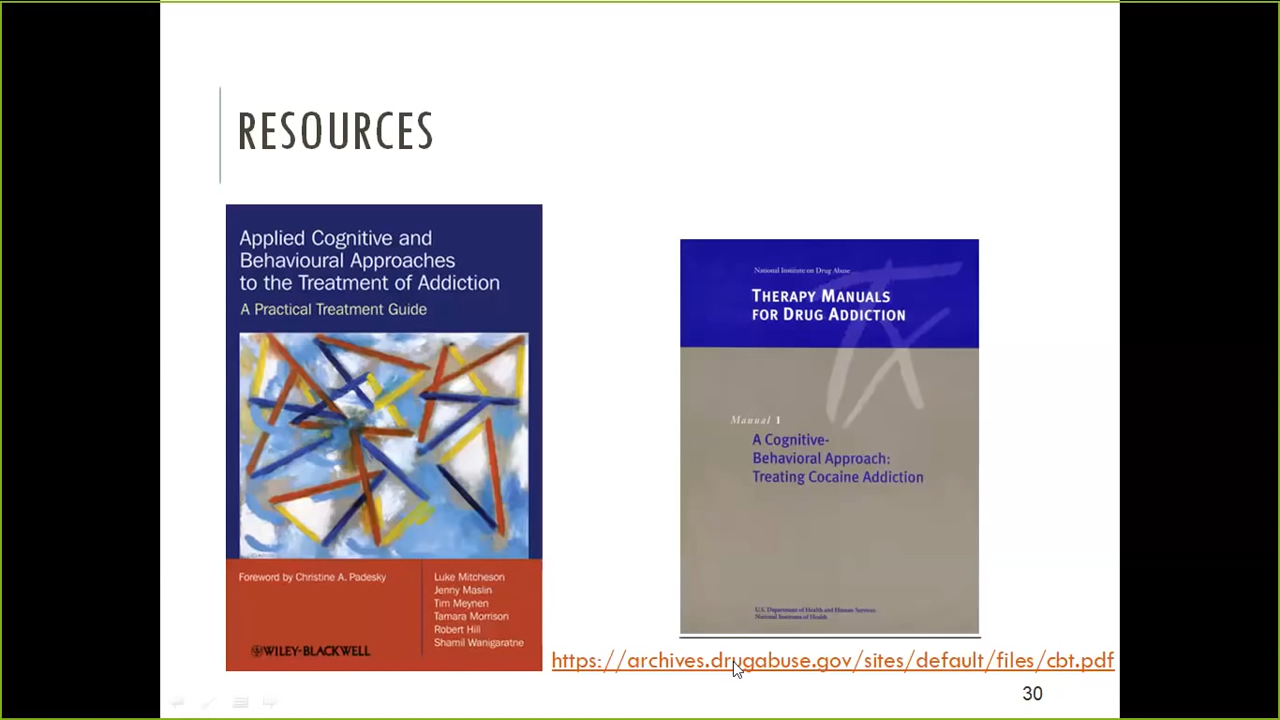 RESOURCES
Applied Cognitive and
Behavioural Approaches
to the Treatment of Addiction
A Practical Treatment Guide
Foreword by Christine A. Padesky
Luke Mitcheson
Jenny Maslin
Tim Meynen
Tamara Morrison
Robert Hill
Shamil Wanigaratne
WILEY-BLACKWELL
National Institute on Drug Abuse
THERAPY MANUALS
FOR DRUG ADDICTION
Tx
Manual 1
A Cognitive-
Behavioral Approach:
Treating Cocaine Addiction
U.S. Department of Health and Human Services
National Institutes of Health
https://archives.drugabuse.gov/sites/default/files/cbt.pdf
30